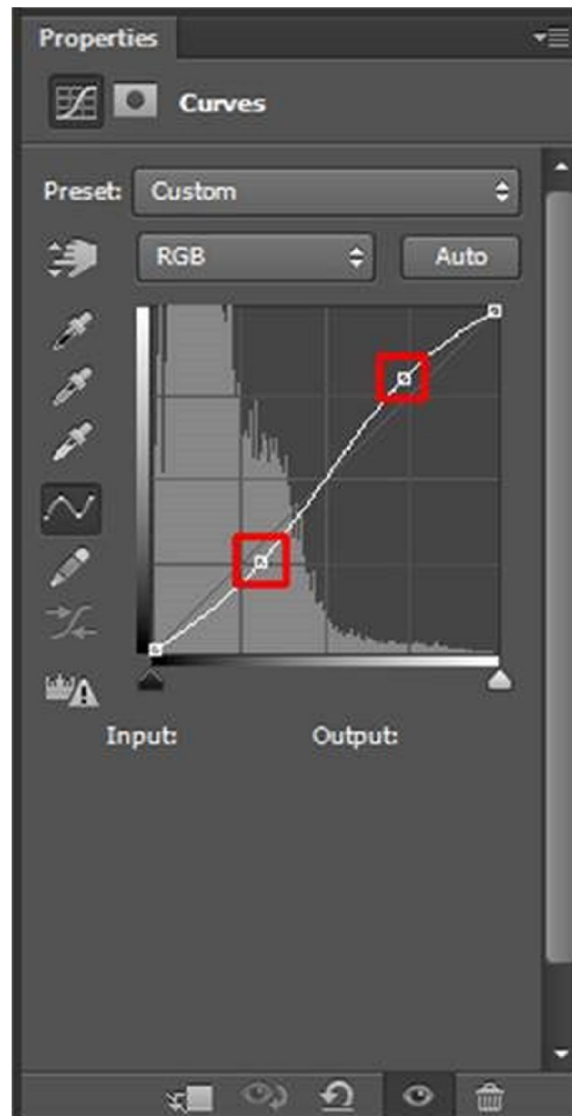 Properties
Curves
Preset: Custom
RGB Auto
Input: Output: